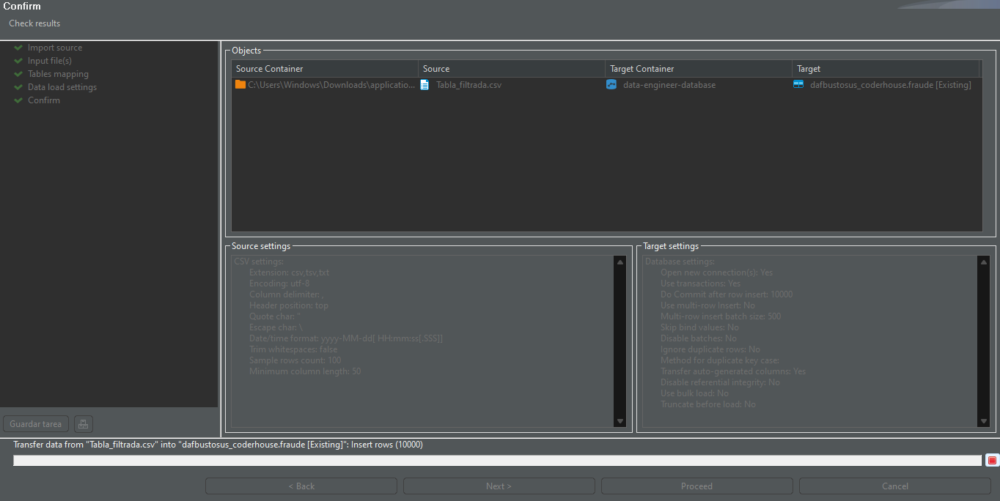 Confirm
Check results
Import source
Input file(s)
Tables mapping
Data load settings
Confirm
Guardar tarea
Objects
Source Container Source Target Container Target
C:\Users\Windows\Downloads\applicatio... Tabla_filtrada.csv data-engineer-database dafbustosus_coderhouse.fraude [Existing]
Source settings
CSV settings:
Extension: csv,tsv,txt
Encoding: utf-8
Column delimiter: ,
Header position: top
Quote char: "
Escape char: \
Date/time format: yyyy-MM-dd[ HH:mm:ss[.SSS]]
Trim whitespaces: false
Sample rows count: 100
Minimum column length: 50
Target settings
Database settings:
Open new connection(s): Yes
Use transactions: Yes
Do Commit after row insert: 10000
Use multi-row Insert: No
Multi-row insert batch size: 500
Skip bind values: No
Disable batches: No
Ignore duplicate rows: No
Method for duplicate key case:
Transfer auto-generated columns: Yes
Disable referential integrity: No
Use bulk load: No
Truncate before load: No
Transfer data from "Tabla_filtrada.csv" into "dafbustosus_coderhouse.fraude [Existing]": Insert rows (10000)
< Back Next > Proceed Cancel